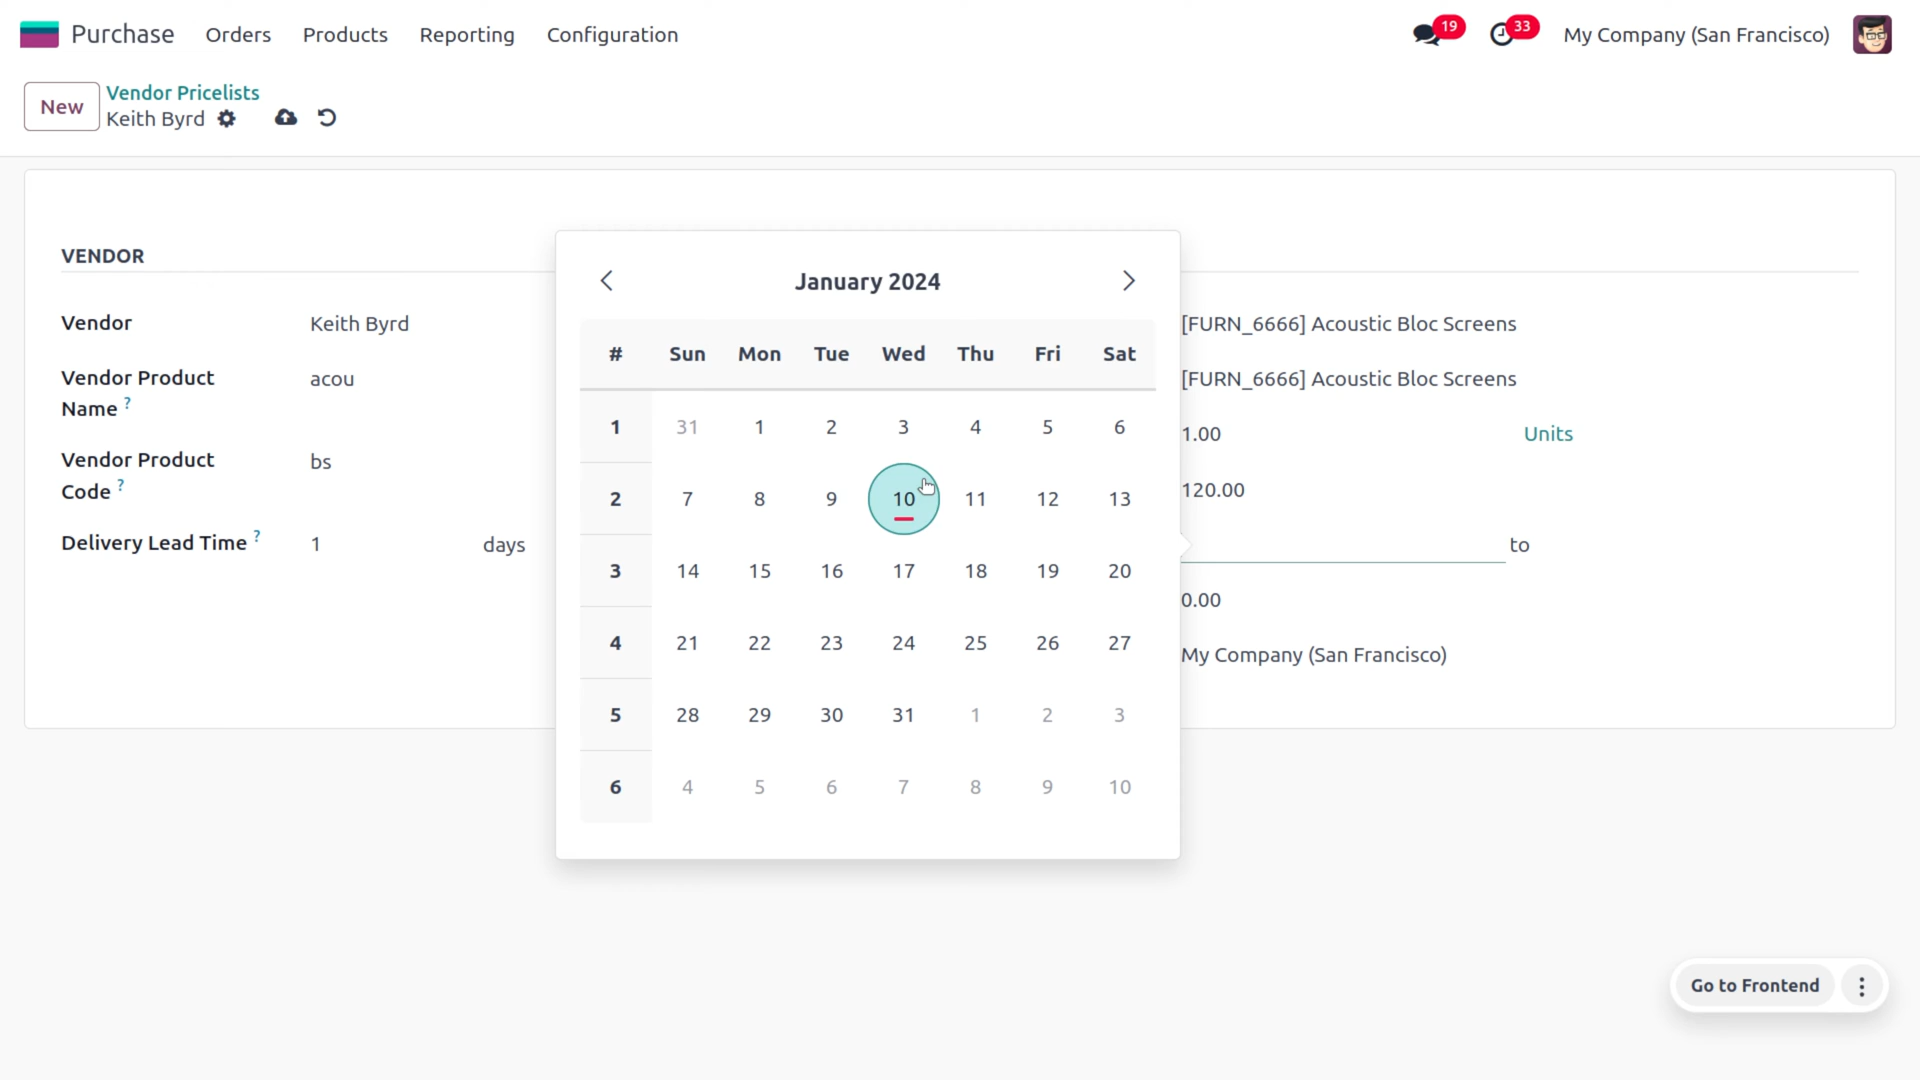 Purchase Orders Products Reporting Configuration 19 33 My Company (San Francisco)
New Vendor Pricelists
Keith Byrd
VENDOR
Vendor Keith Byrd
Vendor Product Name ? acou
Vendor Product Code ? bs
Delivery Lead Time ? 1 days
January 2024
# Sun Mon Tue Wed Thu Fri Sat
1 31 1 2 3 4 5 6
2 7 8 9 10 11 12 13
3 14 15 16 17 18 19 20
4 21 22 23 24 25 26 27
5 28 29 30 31 1 2 3
6 4 5 6 7 8 9 10
[FURN_6666] Acoustic Bloc Screens
[FURN_6666] Acoustic Bloc Screens
1.00 Units
120.00
to
0.00
My Company (San Francisco)
Go to Frontend